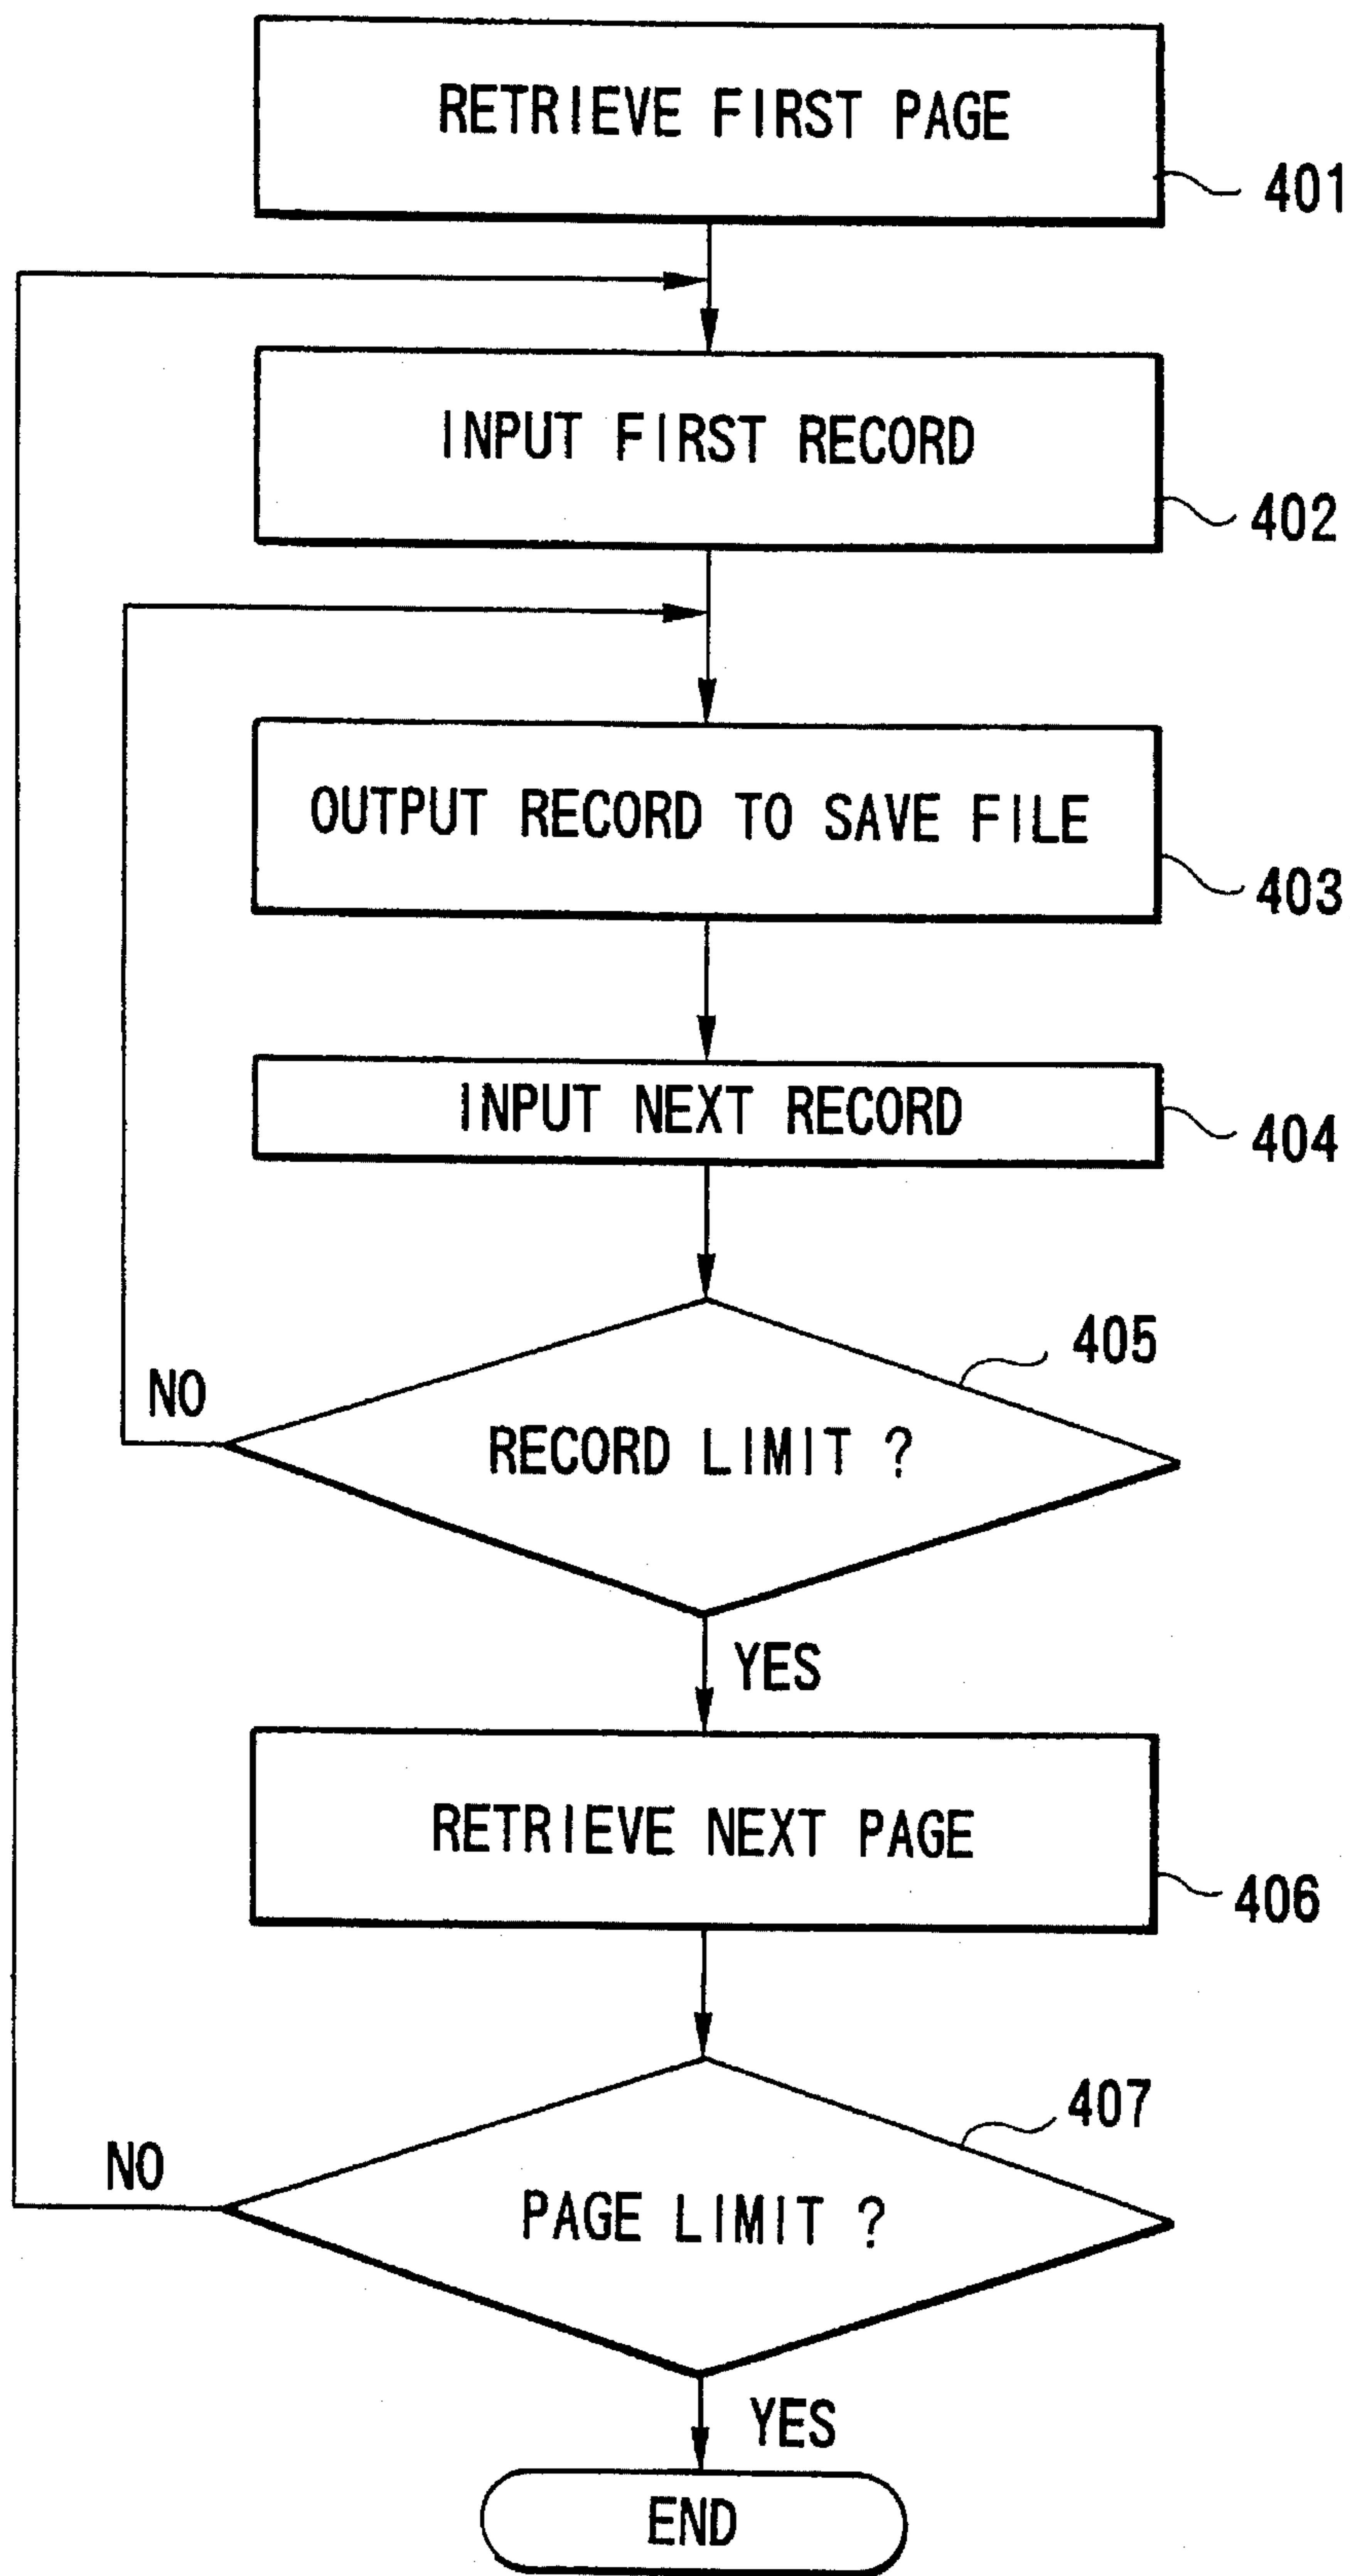 RETRIEVE FIRST PAGE
401
INPUT FIRST RECORD
402
OUTPUT RECORD TO SAVE FILE
403
INPUT NEXT RECORD
404
405
NO
RECORD LIMIT ?
YES
RETRIEVE NEXT PAGE
406
407
NO
PAGE LIMIT ?
YES
END